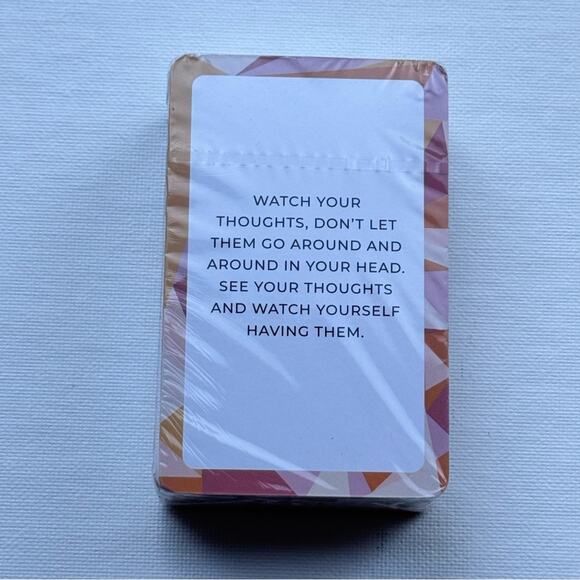 WATCH YOUR
THOUGHTS, DON'T LET
THEM GO AROUND AND
AROUND IN YOUR HEAD.
SEE YOUR THOUGHTS
AND WATCH YOURSELF
HAVING THEM.